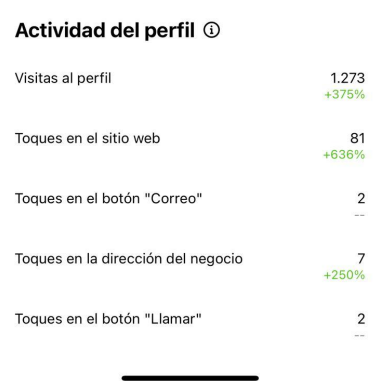 Actividad del perfil
Visitas al perfil 1.273
+375%
Toques en el sitio web 81
+636%
Toques en el botón "Correo" 2
--
Toques en la dirección del negocio 7
+250%
Toques en el botón "Llamar" 2
--